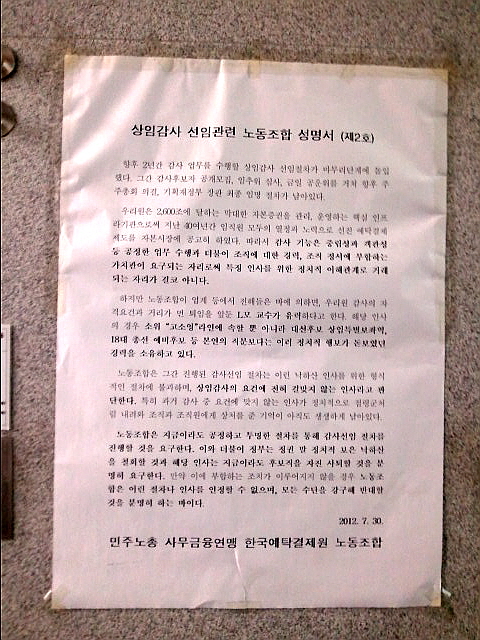 상임감사 선임관련 노동조합 성명서 (제2호)
향후 2년간 감사 업무를 수행할 상임감사 선임절차가 마무리단계에 돌입
했다. 그간 감사후보자 공개모집, 임추위 심사, 금일 공운위를 거쳐 향후 주
주총회 의결, 기획재정부 장관 최종 임명 절차가 남아있다.
우리원은 2,600조에 달하는 막대한 자본증권을 관리, 운영하는 핵심 인프
라기관으로써 지난 40여년간 임직원 모두의 열정과 노력으로 선진 예탁결제
제도를 자본시장에 공고히 하였다. 따라서 감사 기능은 중립성과 객관성
등 공정한 업무 수행과 더불어 조직에 대한 경력, 조직 정서에 부합하는
가치관이 요구되는 자리로써 특정 인사를 위한 정치적 이해관계로 거래
되는 자리가 결코 아니다.
하지만 노동조합이 업계 등에서 전해들은 바에 의하면, 우리원 감사의 자
격요건과 거리가 먼 퇴임을 앞둔 L모 교수가 유력하다고 한다. 해당 인사
의 경우 소위 "고소영"라인에 속할 뿐 아니라 대선후보 상임특별보좌역,
18대 총선 예비후보 등 본연의 직분보다는 이런 정치적 행보가 돋보였던
경력을 소유하고 있다.
노동조합은 그간 진행된 감사선임 절차는 이런 낙하산 인사를 위한 형식
적인 절차에 불과하며, 상임감사의 요건에 전혀 걸맞지 않는 인사라고 판
단한다. 특히 과거 감사 중 요건에 맞지 않는 인사가 정치적으로 점령군처
럼 내려와 조직과 조직원에게 상처를 준 기억이 아직도 생생하게 남아있다.
노동조합은 지금이라도 공정하고 투명한 절차를 통해 감사선임 절차를
진행할 것을 요구한다. 이와 더불어 정부는 정권 말 정치적 보은 낙하산
을 철회할 것과 해당 인사는 지금이라도 후보직을 자진 사퇴할 것을 분
명히 요구한다. 만약 이에 부합하는 조치가 이루어지지 않을 경우 노동조
합은 어떤 절차나 인사를 인정할 수 없으며, 모든 수단을 강구해 반대할
것을 분명히 하는 바이다.
2012. 7. 30.
민주노총 사무금융연맹 한국예탁결제원 노동조합